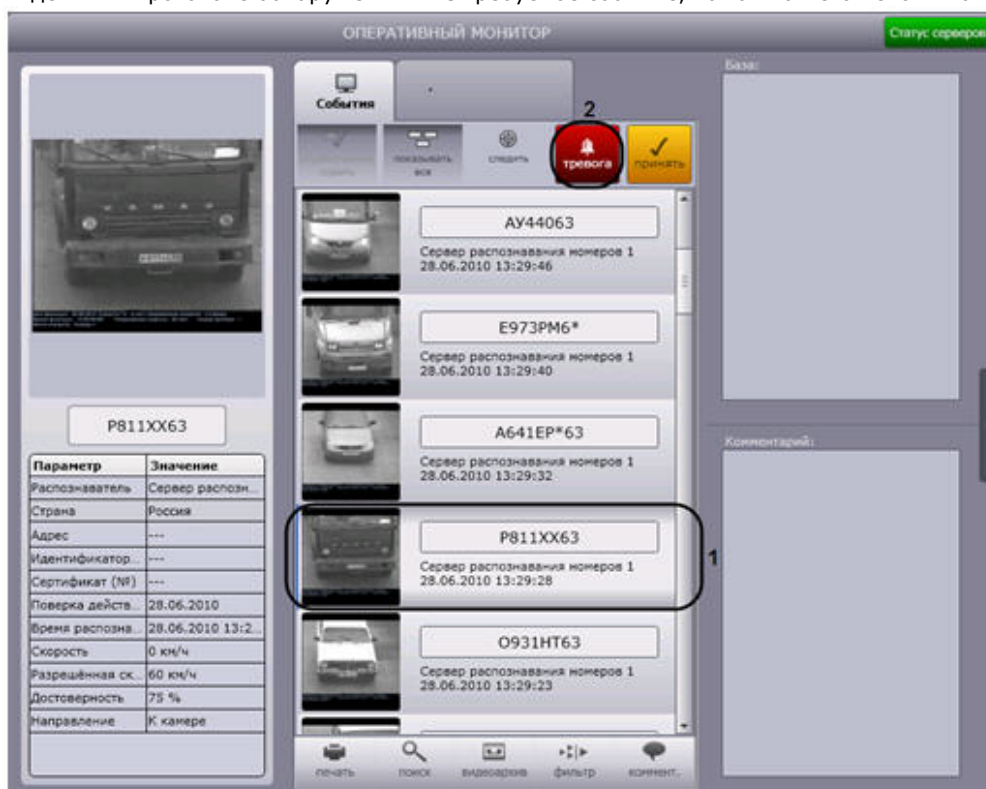 ОПЕРАТИВНЫЙ МОНИТОР
Статус серверов
P811XX63
Параметр Значение
Распознаватель Сервер распозн...
Страна Россия
Адрес ---
Идентификатор... ---
Сертификат (№) ---
Поверка действ... 28.06.2010
Время распозна... 28.06.2010 13:2...
Скорость 0 км/ч
Разрешённая ск... 60 км/ч
Достоверность 75 %
Направление К камере
События
2
показывать
все
следить
тревога
принять
АУ44063
Сервер распознавания номеров 1
28.06.2010 13:29:46
E973PM6*
Сервер распознавания номеров 1
28.06.2010 13:29:40
A641EP*63
Сервер распознавания номеров 1
28.06.2010 13:29:32
P811XX63
Сервер распознавания номеров 1
28.06.2010 13:29:28
1
O931HT63
Сервер распознавания номеров 1
28.06.2010 13:29:23
печать поиск видеоархив фильтр коммент.
База:
Комментарий: